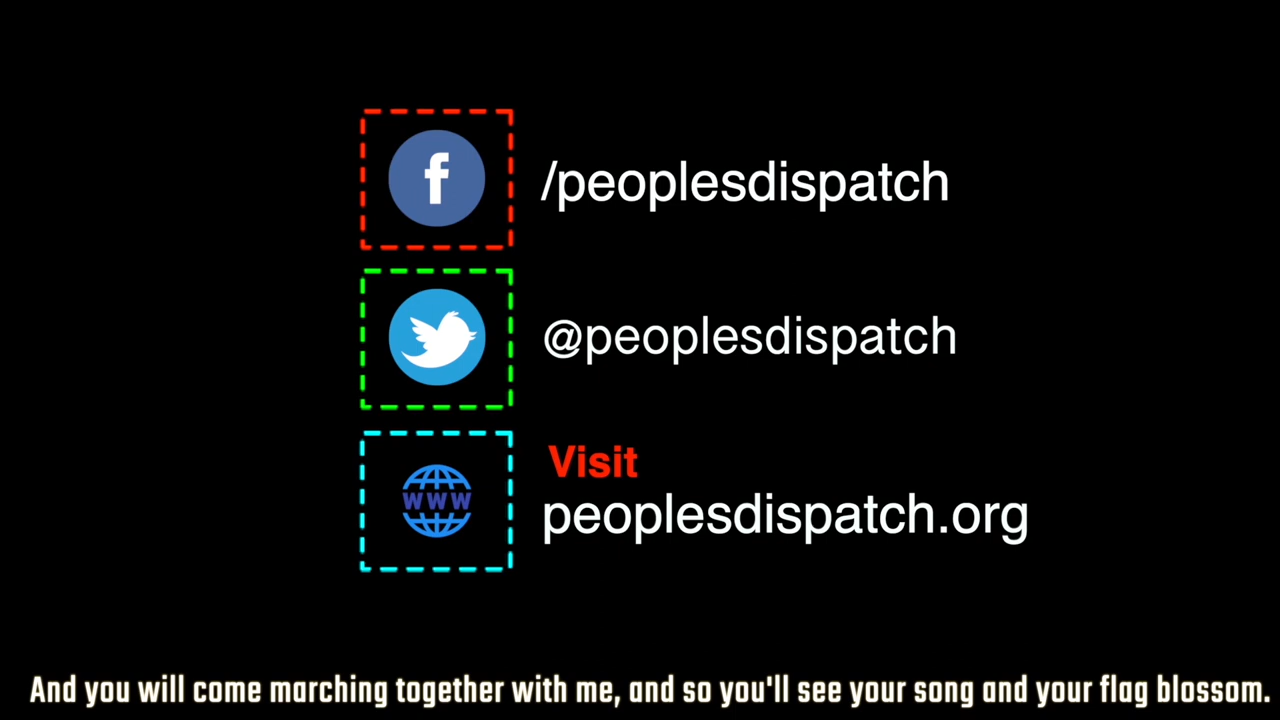 f
/peoplesdispatch
@peoplesdispatch
Visit
WWW
peoplesdispatch.org
And you will come marching together with me, and so you'll see your song and your flag blossom.